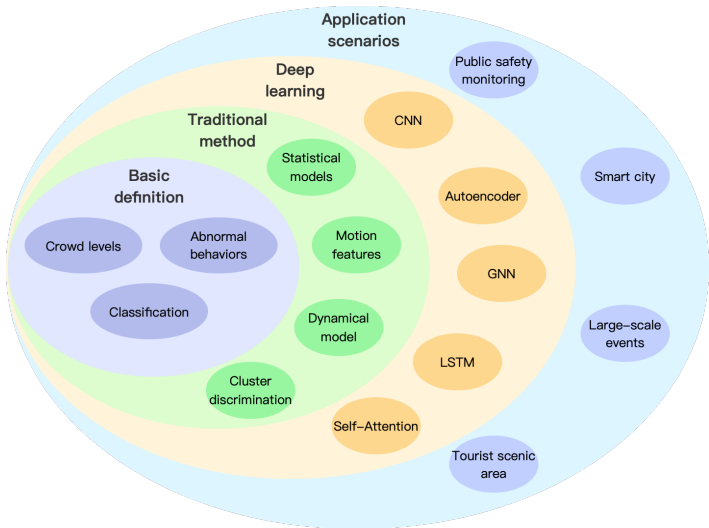 Application
scenarios
Public safety
monitoring
Smart city
Large-scale
events
Tourist scenic
area
Deep
learning
CNN
Autoencoder
GNN
LSTM
Self-Attention
Traditional
method
Statistical
models
Motion
features
Dynamical
model
Cluster
discrimination
Basic
definition
Crowd levels
Abnormal
behaviors
Classification